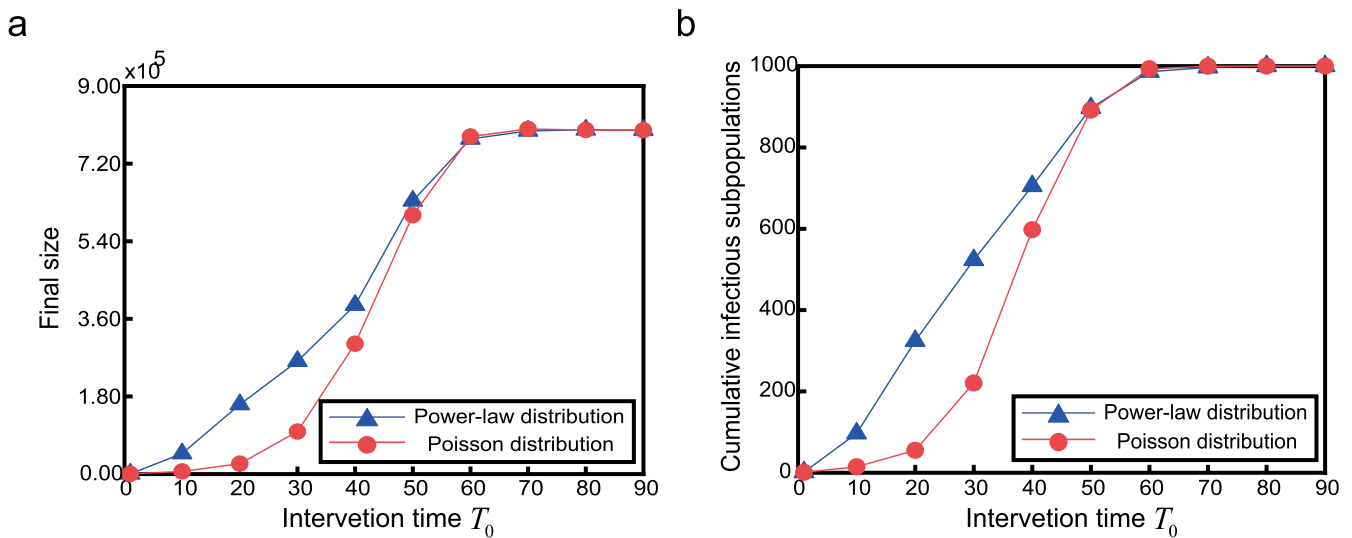 a
×10⁵
9.00
7.20
5.40
3.60
1.80
0.00
Final size
0 10 20 30 40 50 60 70 80 90
Intervetion time T₀
Power-law distribution
Poisson distribution
b
1000
800
600
400
200
0
Cumulative infectious subpopulations
0 10 20 30 40 50 60 70 80 90
Intervetion time T₀
Power-law distribution
Poisson distribution